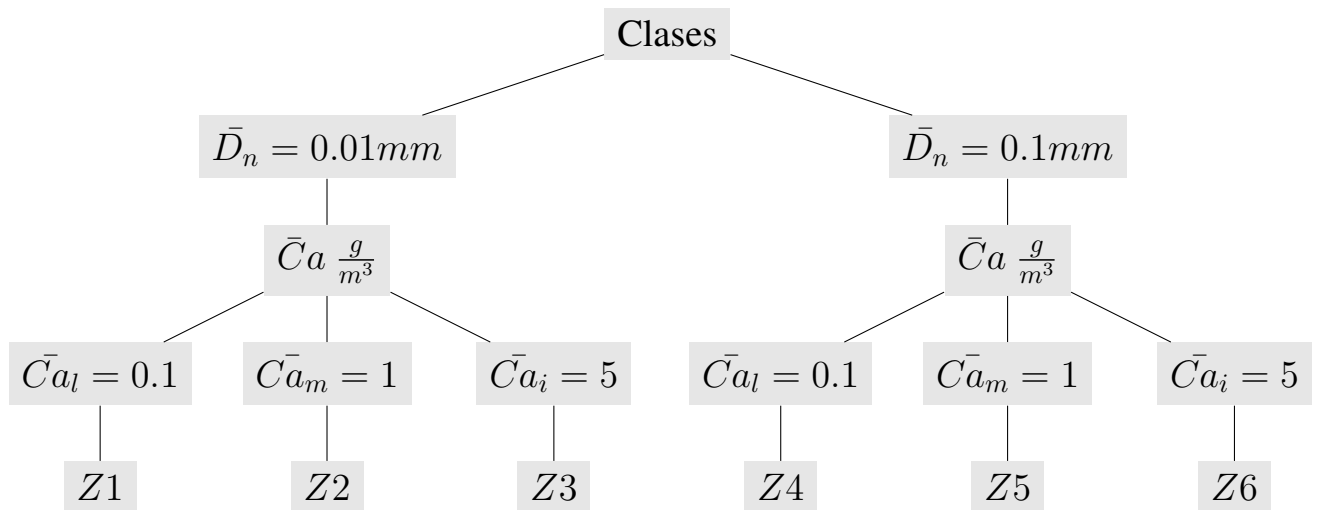 Clases
D̄ₙ = 0.01mm D̄ₙ = 0.1mm
C̄a g/m³ C̄a g/m³
C̄aₗ = 0.1 C̄aₘ = 1 C̄aᵢ = 5 C̄aₗ = 0.1 C̄aₘ = 1 C̄aᵢ = 5
Z1 Z2 Z3 Z4 Z5 Z6